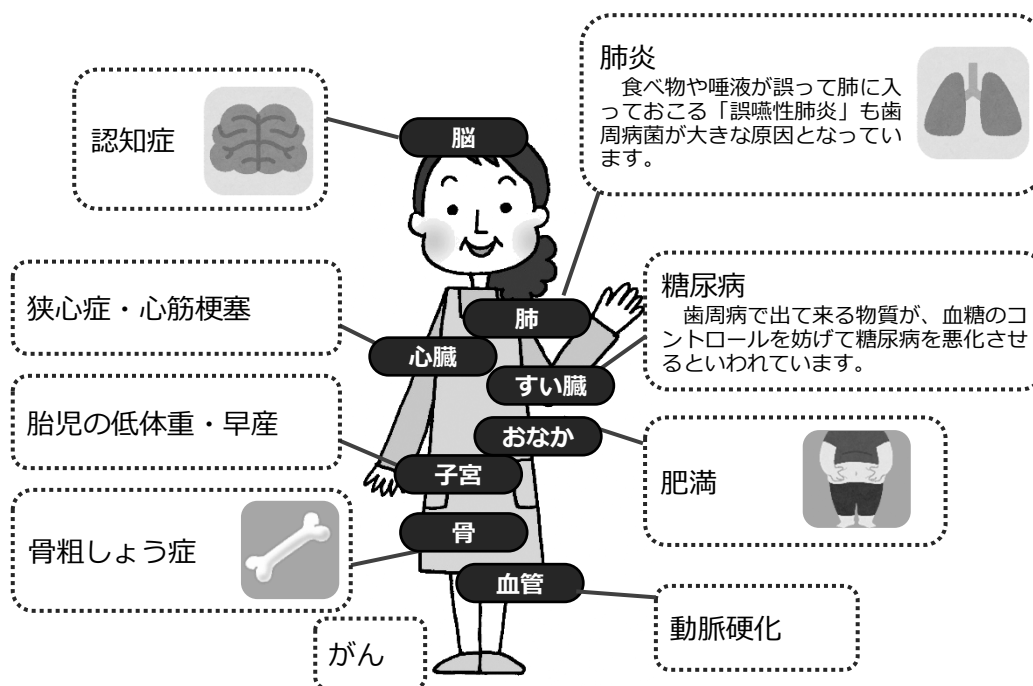 認知症
脳
肺炎
食べ物や唾液が誤って肺に入
っておこる「誤嚥性肺炎」も歯
周病菌が大きな原因となってい
ます。
狭心症・心筋梗塞
肺
心臓
すい臓
糖尿病
歯周病で出て来る物質が、血糖のコ
ントロールを妨げて糖尿病を悪化させ
るといわれています。
胎児の低体重・早産
おなか
子宮
肥満
骨粗しょう症
骨
血管
動脈硬化
がん